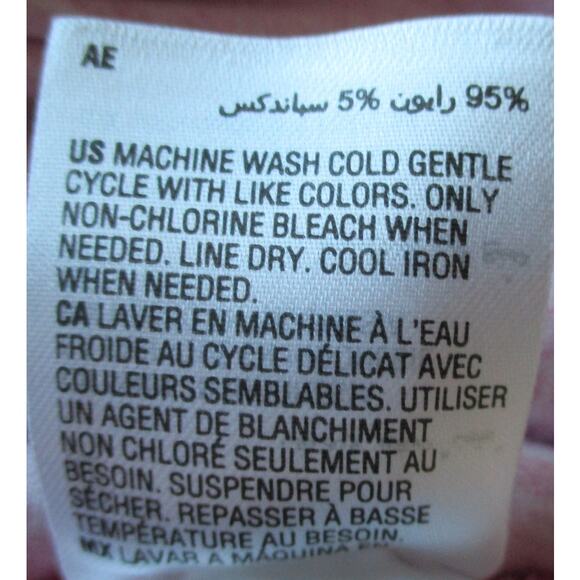 AE
95% رايون 5% سباندكس
US MACHINE WASH COLD GENTLE
CYCLE WITH LIKE COLORS. ONLY
NON-CHLORINE BLEACH WHEN
NEEDED. LINE DRY. COOL IRON
WHEN NEEDED.
CA LAVER EN MACHINE À L'EAU
FROIDE AU CYCLE DÉLICAT AVEC
COULEURS SEMBLABLES. UTILISER
UN AGENT DE BLANCHIMENT
NON CHLORÉ SEULEMENT AU
BESOIN. SUSPENDRE POUR
SÉCHER. REPASSER À BASSE
TEMPÉRATURE AU BESOIN.
MX LAVAR A MÁQUINA EN